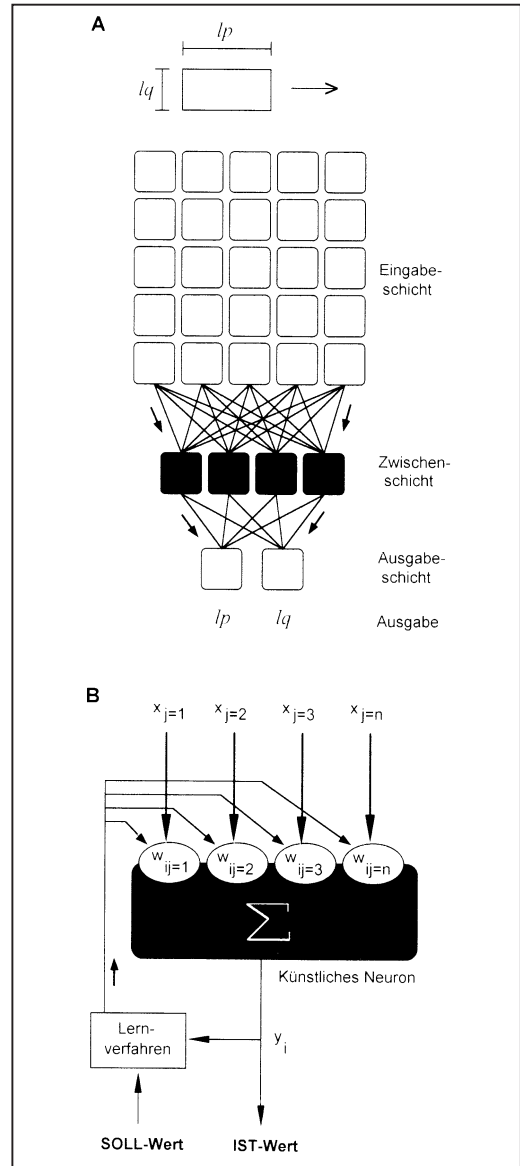 A
lp
lq
Eingabe-
schicht
Zwischen-
schicht
Ausgabe-
schicht
lp lq Ausgabe
B
x j=1 x j=2 x j=3 x j=n
w ij=1 w ij=2 w ij=3 w ij=n
Σ
Künstliches Neuron
Lern-
verfahren
y i
SOLL-Wert IST-Wert